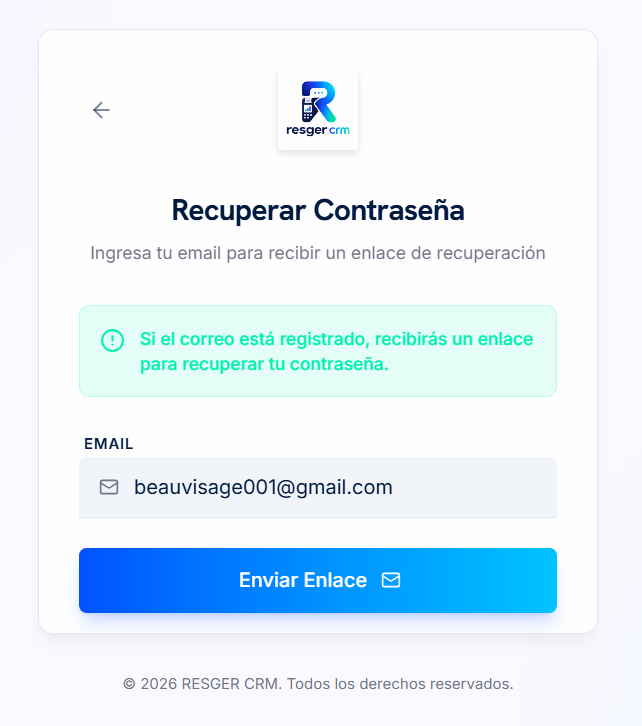 resger crm
Recuperar Contraseña
Ingresa tu email para recibir un enlace de recuperación
Si el correo está registrado, recibirás un enlace
para recuperar tu contraseña.
EMAIL
beauvisage001@gmail.com
Enviar Enlace
© 2026 RESGER CRM. Todos los derechos reservados.